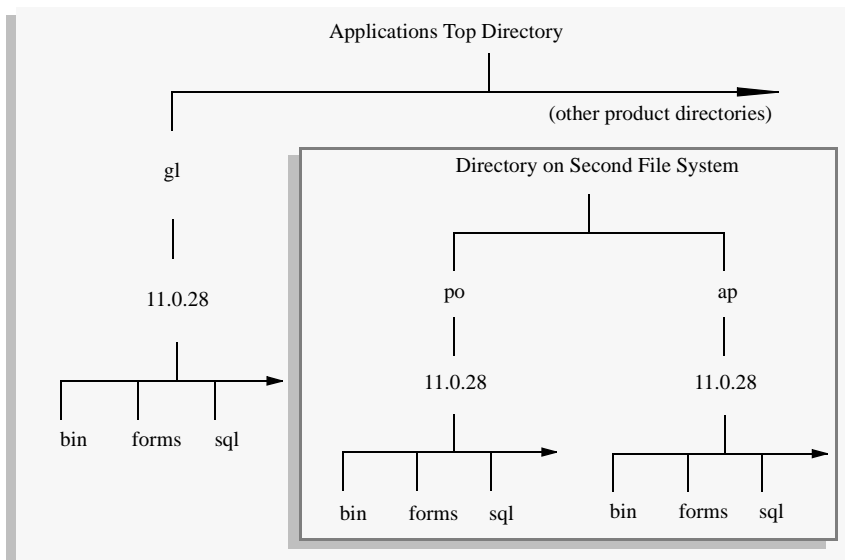 Applications Top Directory
(other product directories)
gl
11.0.28
bin forms sql
Directory on Second File System
po ap
11.0.28 11.0.28
bin forms sql bin forms sql